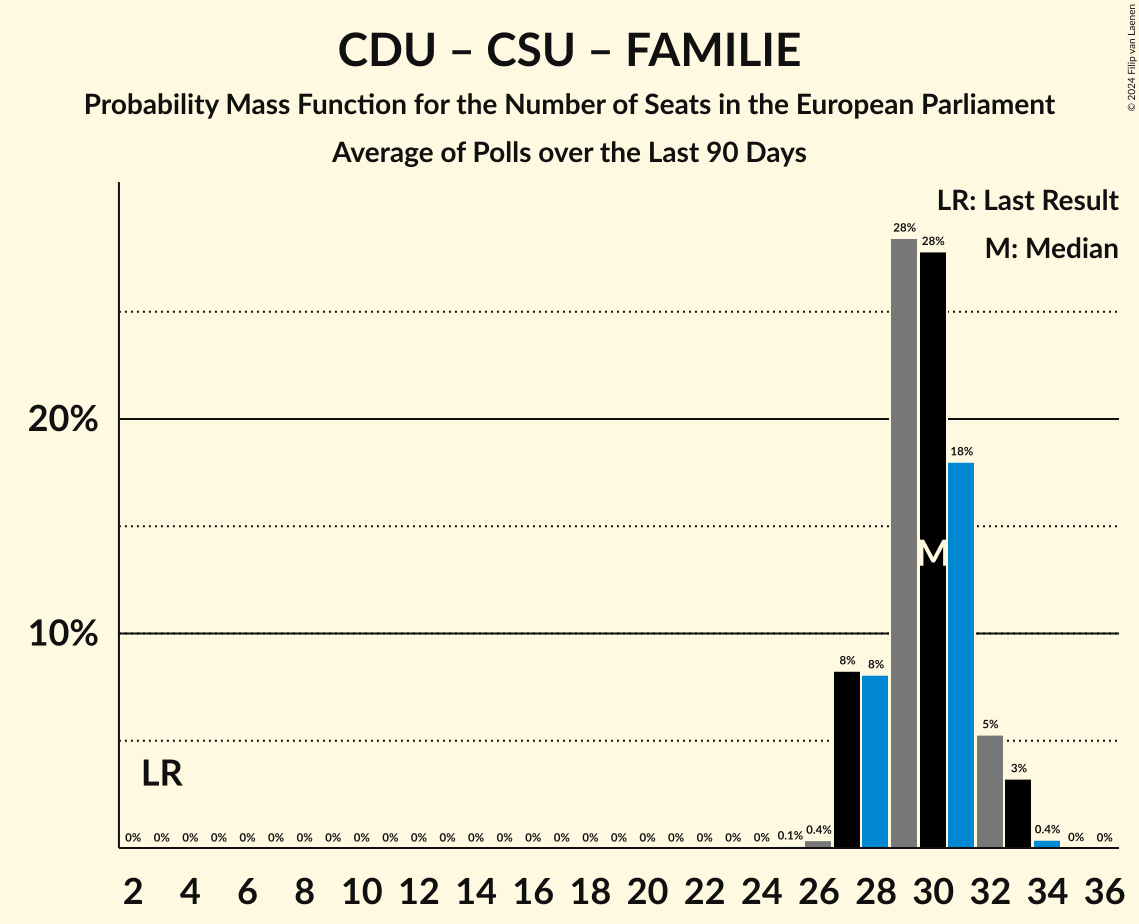 CDU – CSU – FAMILIE
Probability Mass Function for the Number of Seats in the European Parliament
Average of Polls over the Last 90 Days
© 2024 Filip van Laenen
LR: Last Result
M: Median
28%
28%
20%
18%
M
10%
8%
8%
5%
LR
3%
0% 0% 0% 0% 0% 0% 0% 0% 0% 0% 0% 0% 0% 0% 0% 0% 0% 0% 0% 0% 0% 0% 0% 0.1% 0.4% 0.4% 0% 0%
2 4 6 8 10 12 14 16 18 20 22 24 26 28 30 32 34 36